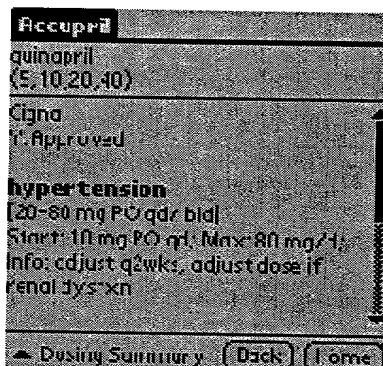 Accupril
quinapril
(5,10,20,40)
Cigna
Approved
hypertension
[20-80 mg PO qd/ bid]
Start: 10 mg PO qd; Max: 80 mg/d;
Info: adjust q2wks, adjust dose if
renal dysfxn
Dosing Summary Back Home